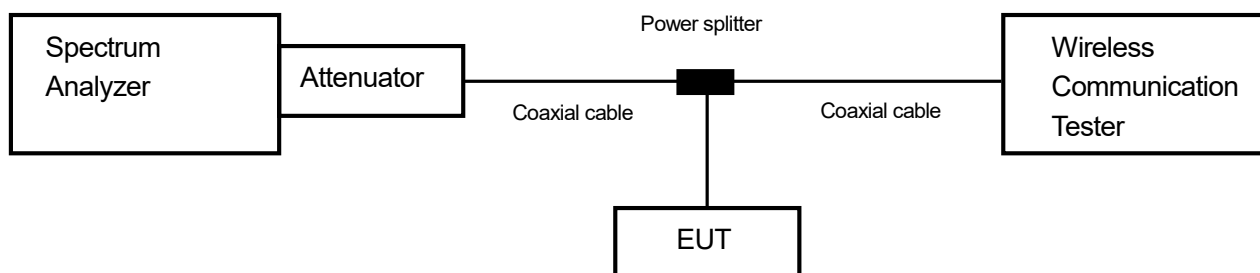 Power splitter
Spectrum
Analyzer
Attenuator
Wireless
Communication
Tester
Coaxial cable
Coaxial cable
EUT